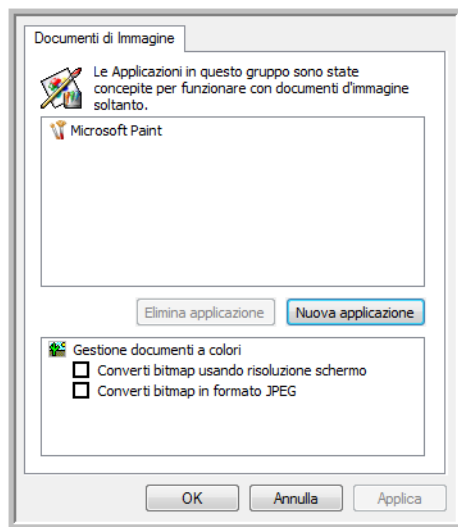 Documenti di Immagine
Le Applicazioni in questo gruppo sono state
concepite per funzionare con documenti d'immagine
soltanto.
Microsoft Paint
Elimina applicazione
Nuova applicazione
Gestione documenti a colori
Converti bitmap usando risoluzione schermo
Converti bitmap in formato JPEG
OK
Annulla
Applica